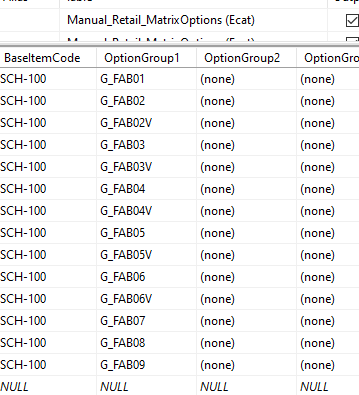 Manual_Retail_MatrixOptions (Ecat)
BaseItemCode OptionGroup1 OptionGroup2 OptionGro
SCH-100 G_FAB01 (none) (none)
SCH-100 G_FAB02 (none) (none)
SCH-100 G_FAB02V (none) (none)
SCH-100 G_FAB03 (none) (none)
SCH-100 G_FAB03V (none) (none)
SCH-100 G_FAB04 (none) (none)
SCH-100 G_FAB04V (none) (none)
SCH-100 G_FAB05 (none) (none)
SCH-100 G_FAB05V (none) (none)
SCH-100 G_FAB06 (none) (none)
SCH-100 G_FAB06V (none) (none)
SCH-100 G_FAB07 (none) (none)
SCH-100 G_FAB08 (none) (none)
SCH-100 G_FAB09 (none) (none)
NULL NULL NULL NULL